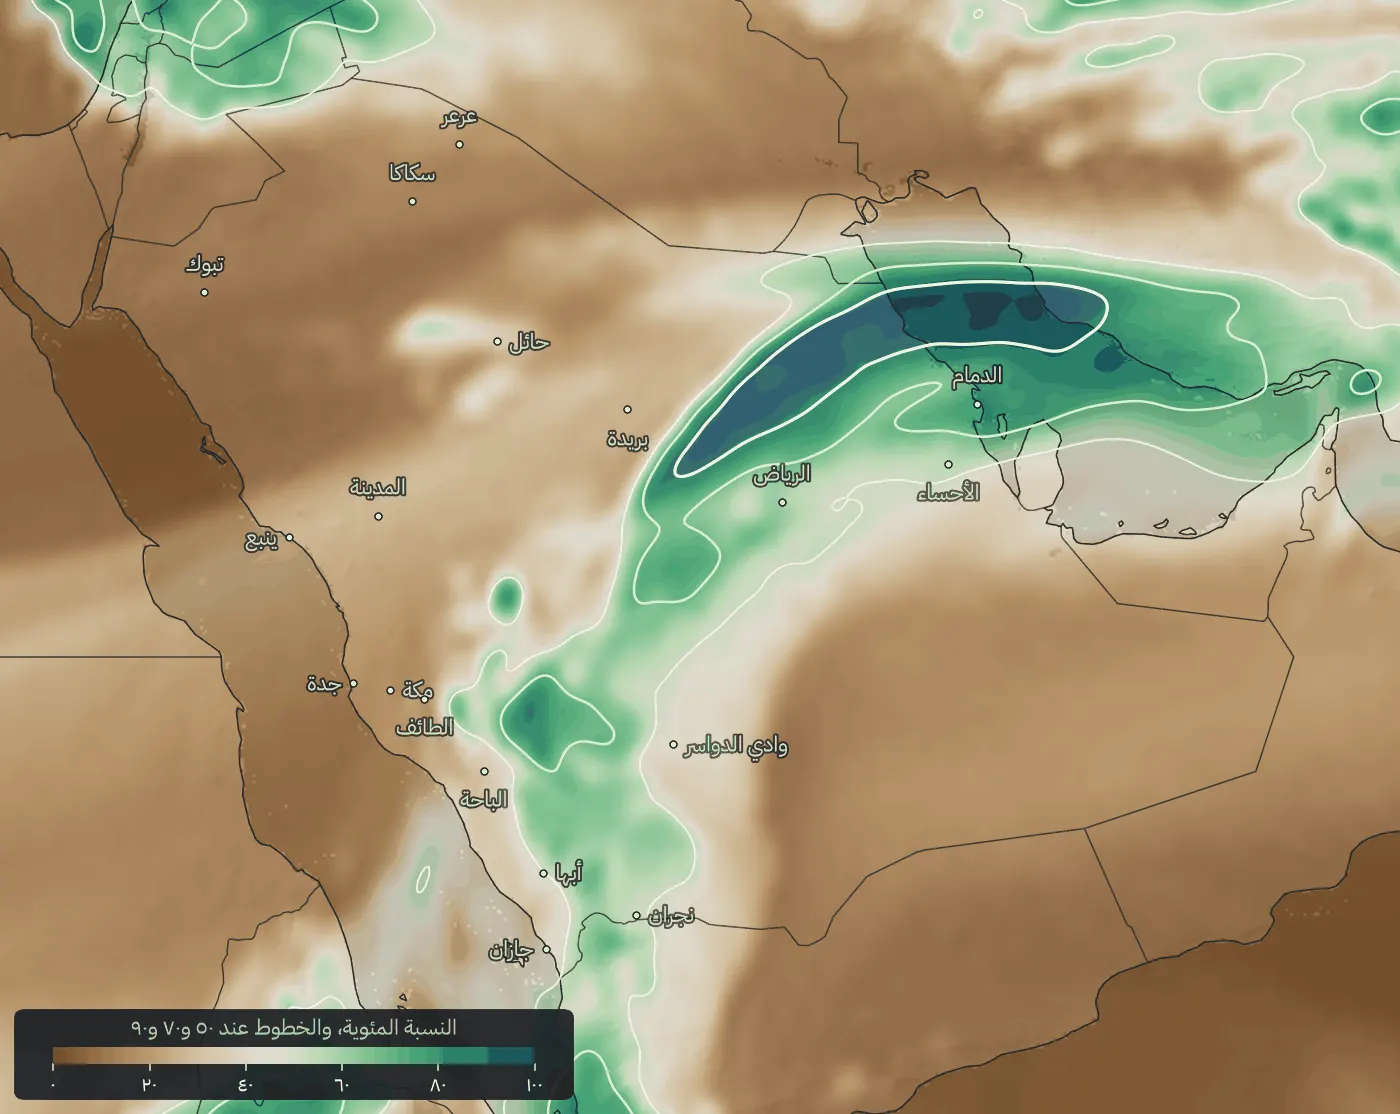 عرعر
سكاكا
تبوك
حائل
الدمام
بريدة
الرياض
المدينة
الأحساء
ينبع
جدة
مكة
الطائف
وادي الدواسر
الباحة
أبها
نجران
جازان
النسبة المئوية، والخطوط عند ٥٠ و٧٠ و٩٠
٠ ٢٠ ٤٠ ٦٠ ٨٠ ١٠٠